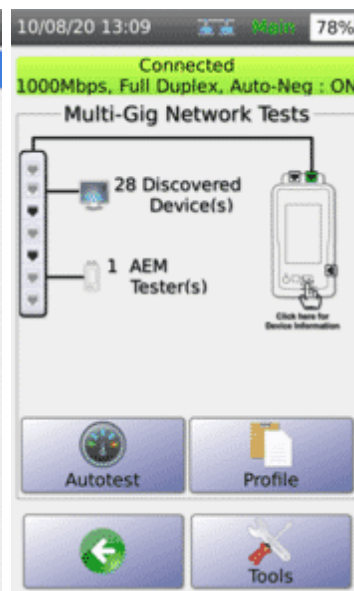 10/08/20 13:09 Main 78%
Connected
1000Mbps, Full Duplex, Auto-Neg : ON
Multi-Gig Network Tests
28 Discovered
Device(s)
1 AEM
Tester(s)
Click here for
Device Information
Autotest
Profile
Tools